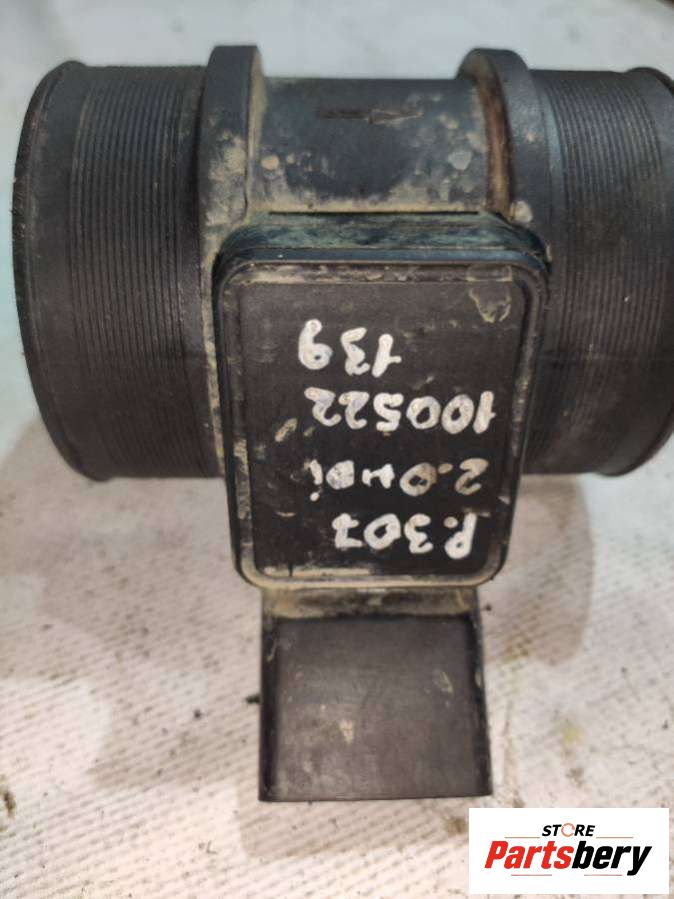 P.307
2.0HDi
100522
139
STORE
Partsbery